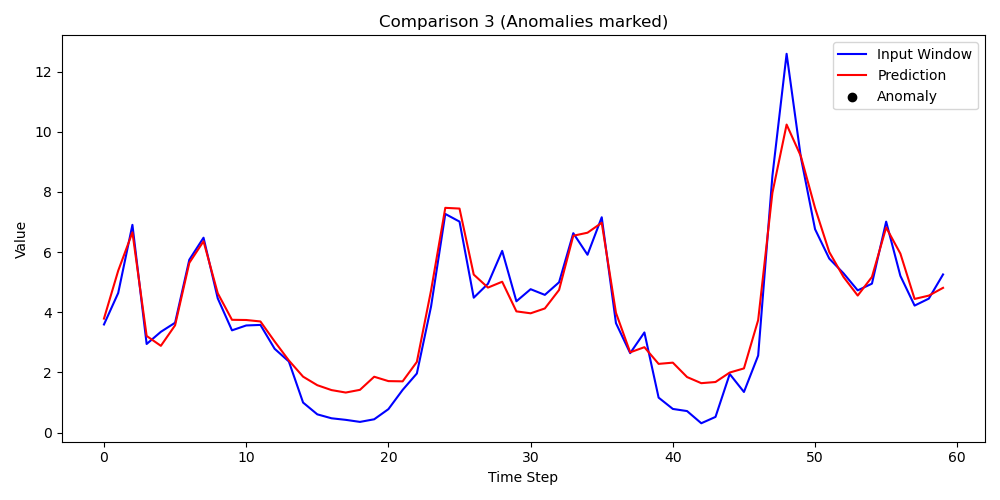 Comparison 3 (Anomalies marked)
Input Window
Prediction
Anomaly
Value
12
10
8
6
4
2
0
0 10 20 30 40 50 60
Time Step